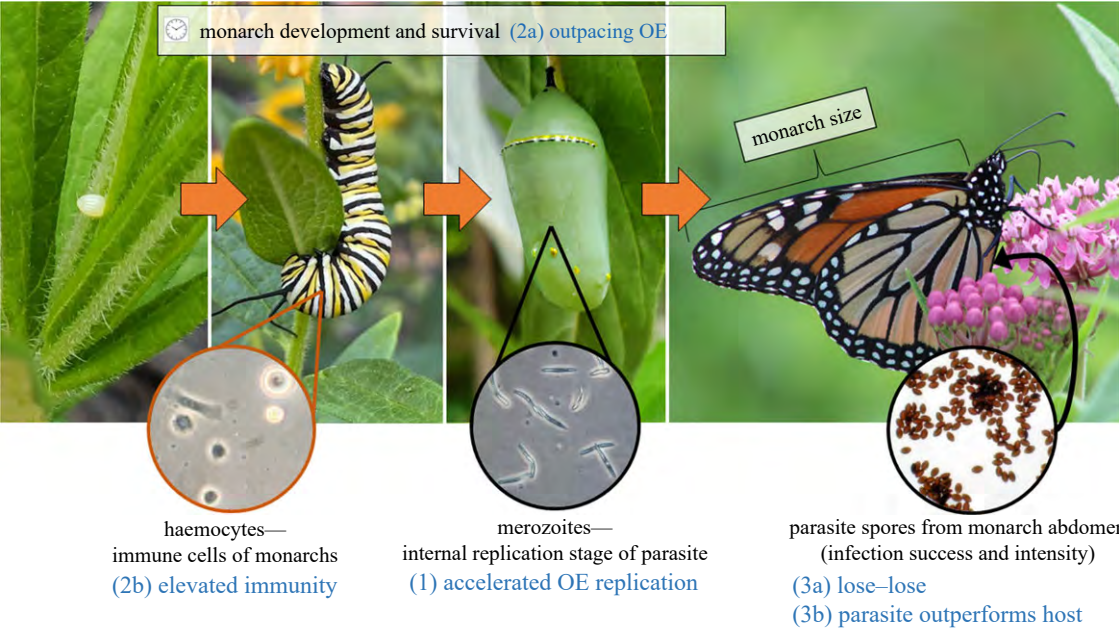 monarch development and survival (2a) outpacing OE
monarch size
haemocytes—
immune cells of monarchs
(2b) elevated immunity
merozoites—
internal replication stage of parasite
(1) accelerated OE replication
parasite spores from monarch abdomen
(infection success and intensity)
(3a) lose–lose
(3b) parasite outperforms host